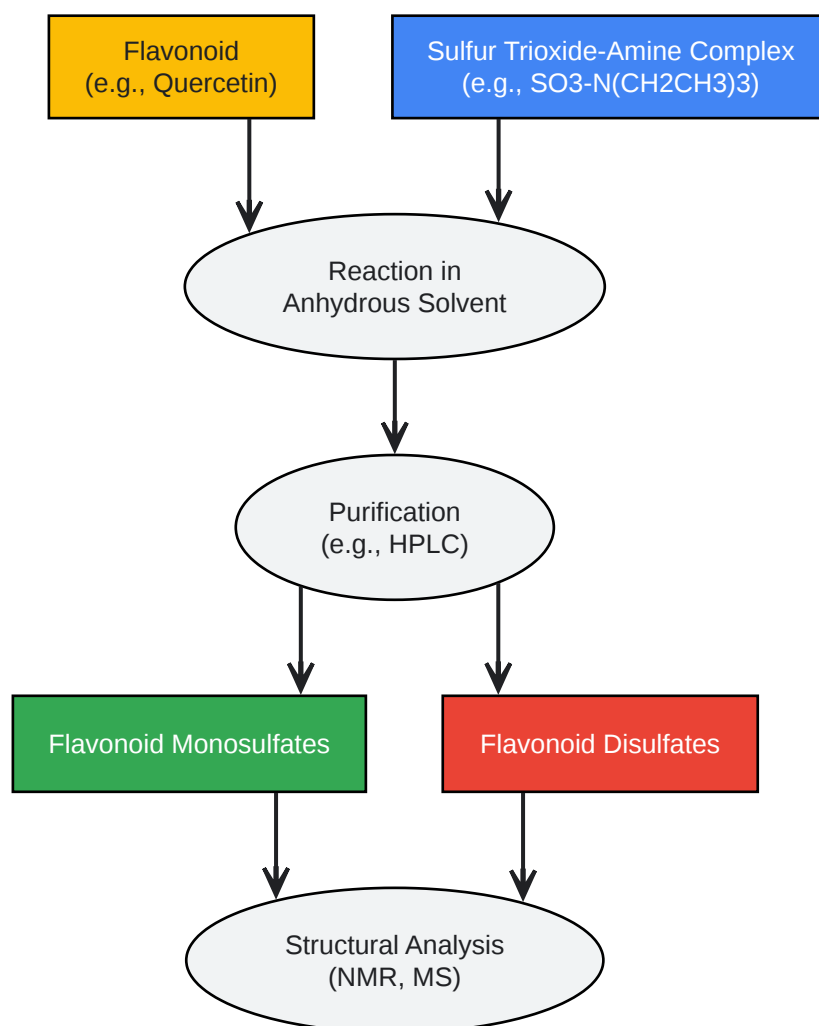 Flavonoid
(e.g., Quercetin)
Sulfur Trioxide-Amine Complex
(e.g., SO3-N(CH2CH3)3)
Reaction in
Anhydrous Solvent
Purification
(e.g., HPLC)
Flavonoid Monosulfates
Flavonoid Disulfates
Structural Analysis
(NMR, MS)